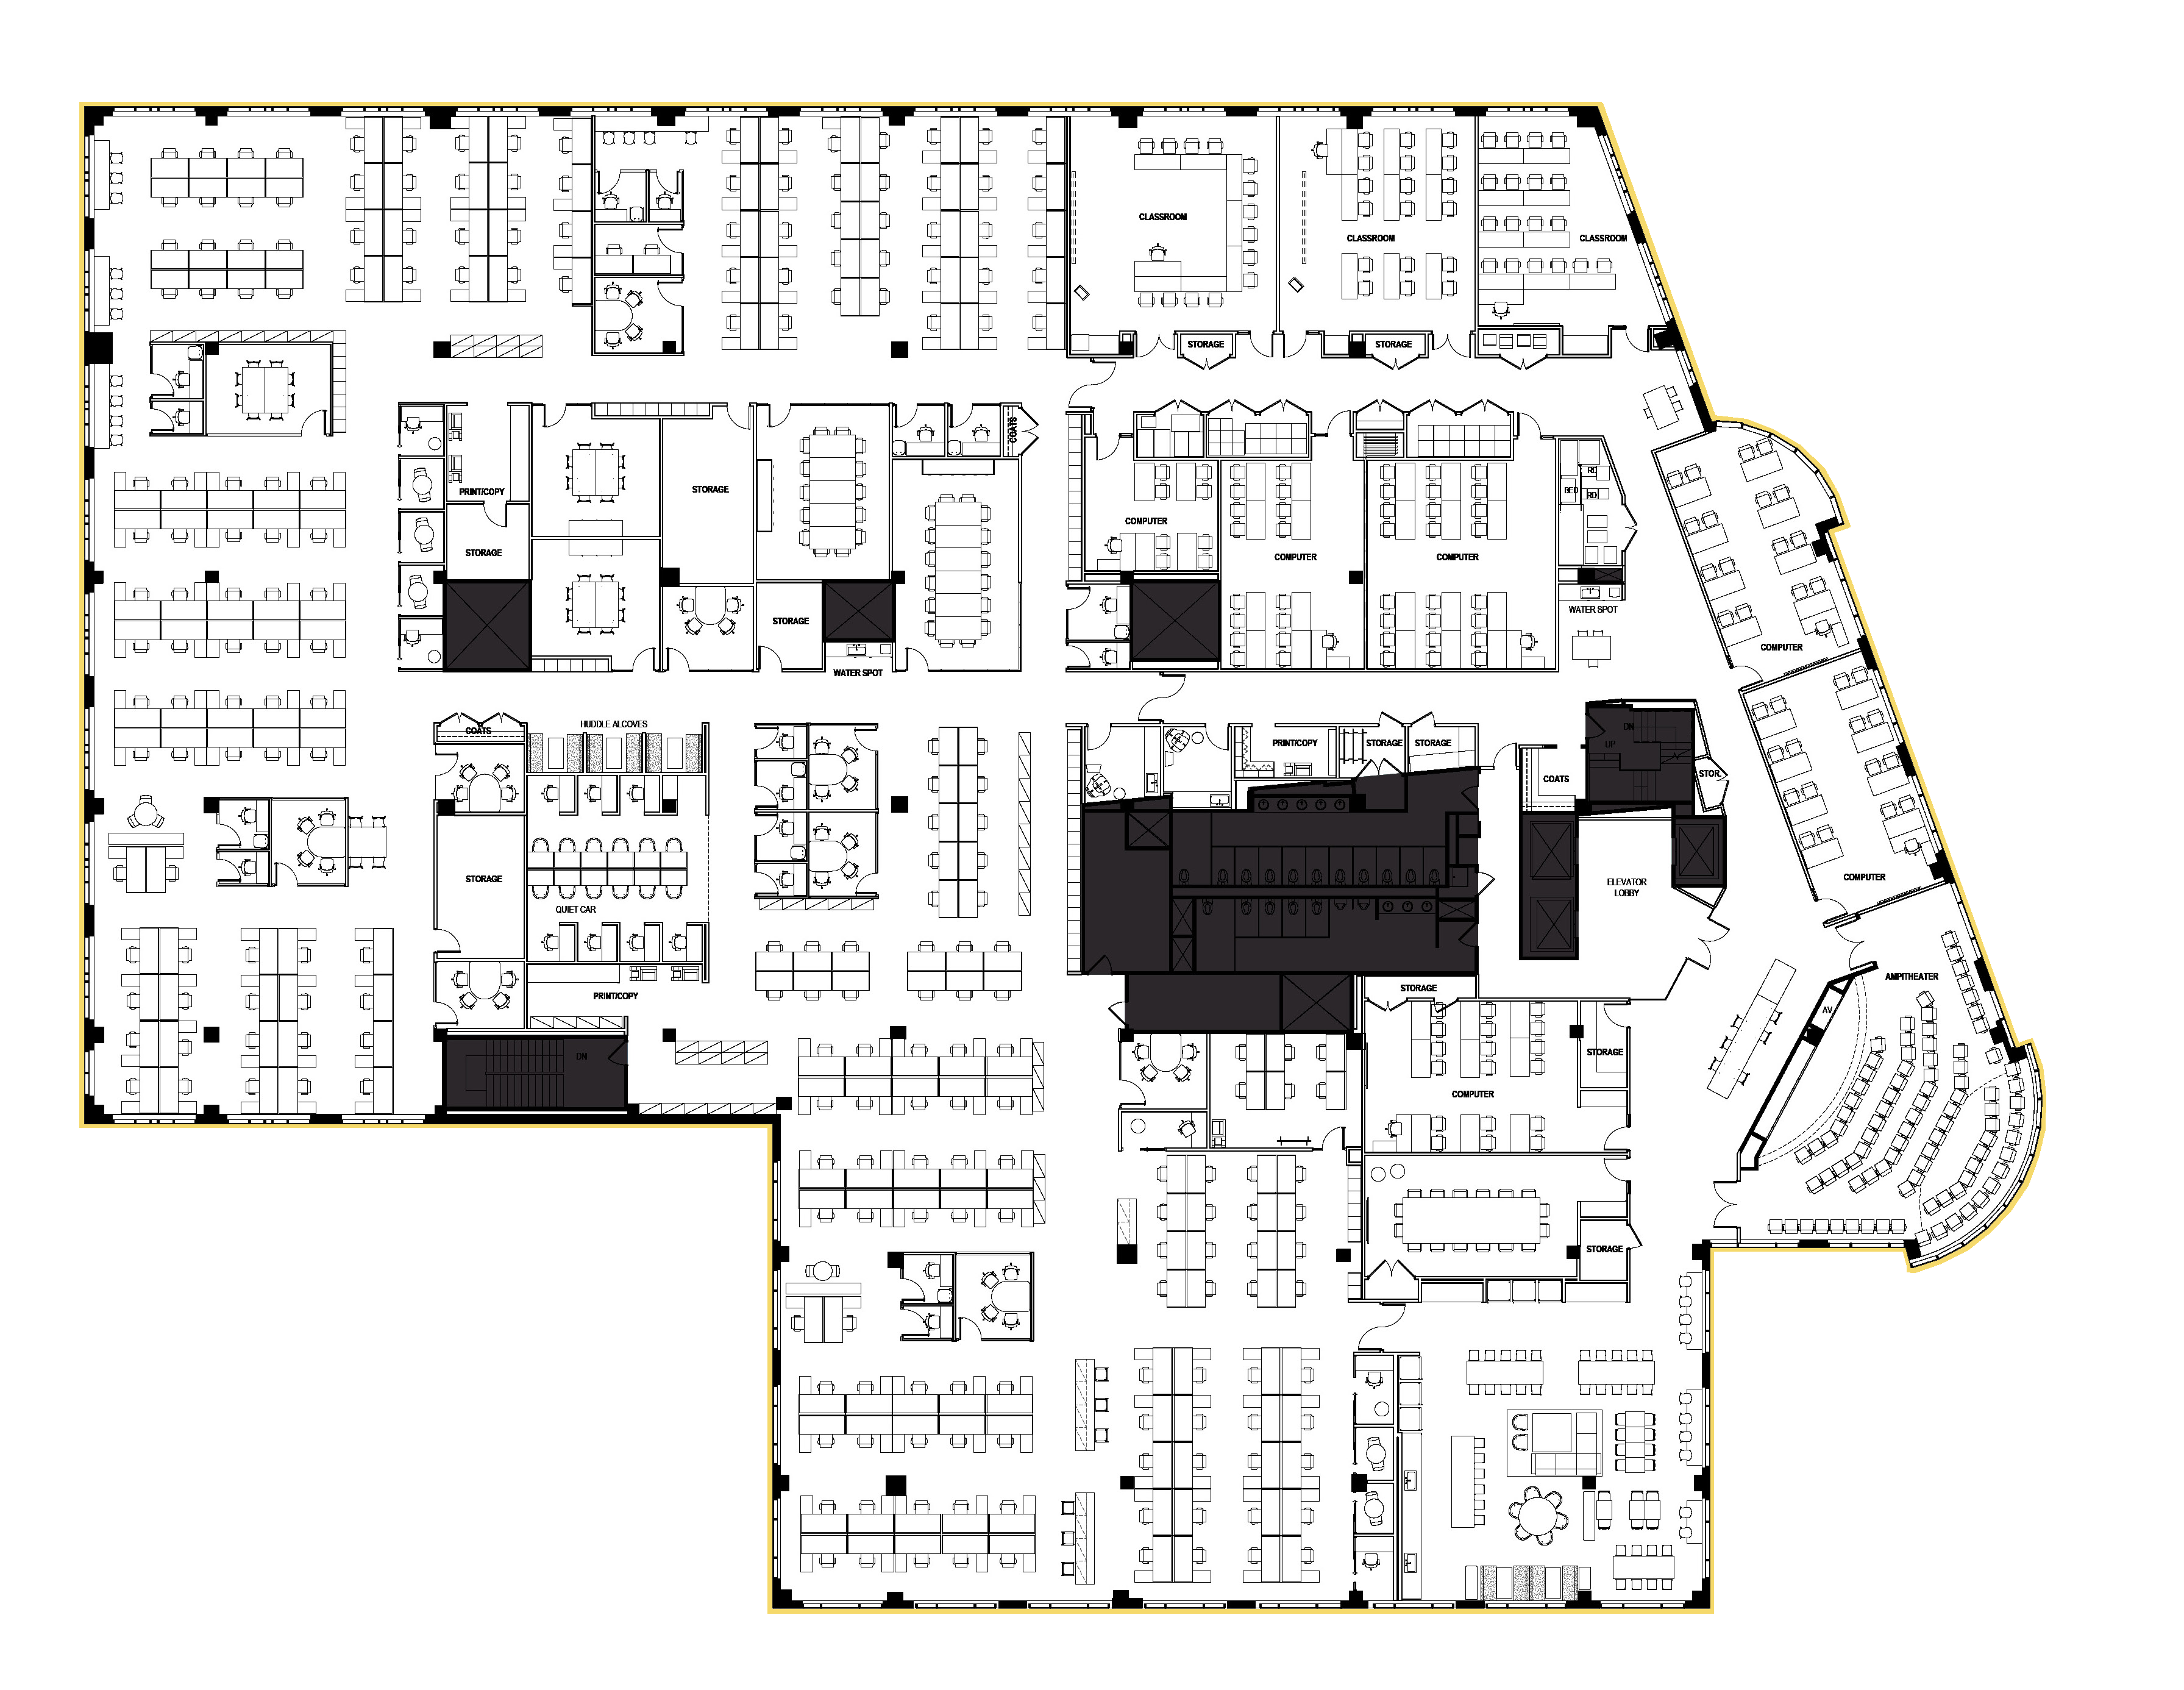 CLASSROOM
CLASSROOM
CLASSROOM
STORAGE
STORAGE
COATS
PRINT/COPY
STORAGE
STORAGE
COMPUTER
COMPUTER
COMPUTER
RD
BED
RD
STORAGE
STORAGE
WATER SPOT
WATER SPOT
COMPUTER
COATS
HUDDLE ALCOVES
PRINT/COPY
STORAGE
STORAGE
DN
UP
COATS
STOR.
STORAGE
QUIET CAR
ELEVATOR
LOBBY
COMPUTER
PRINT/COPY
STORAGE
AMPITHEATER
AV
DN
STORAGE
COMPUTER
STORAGE